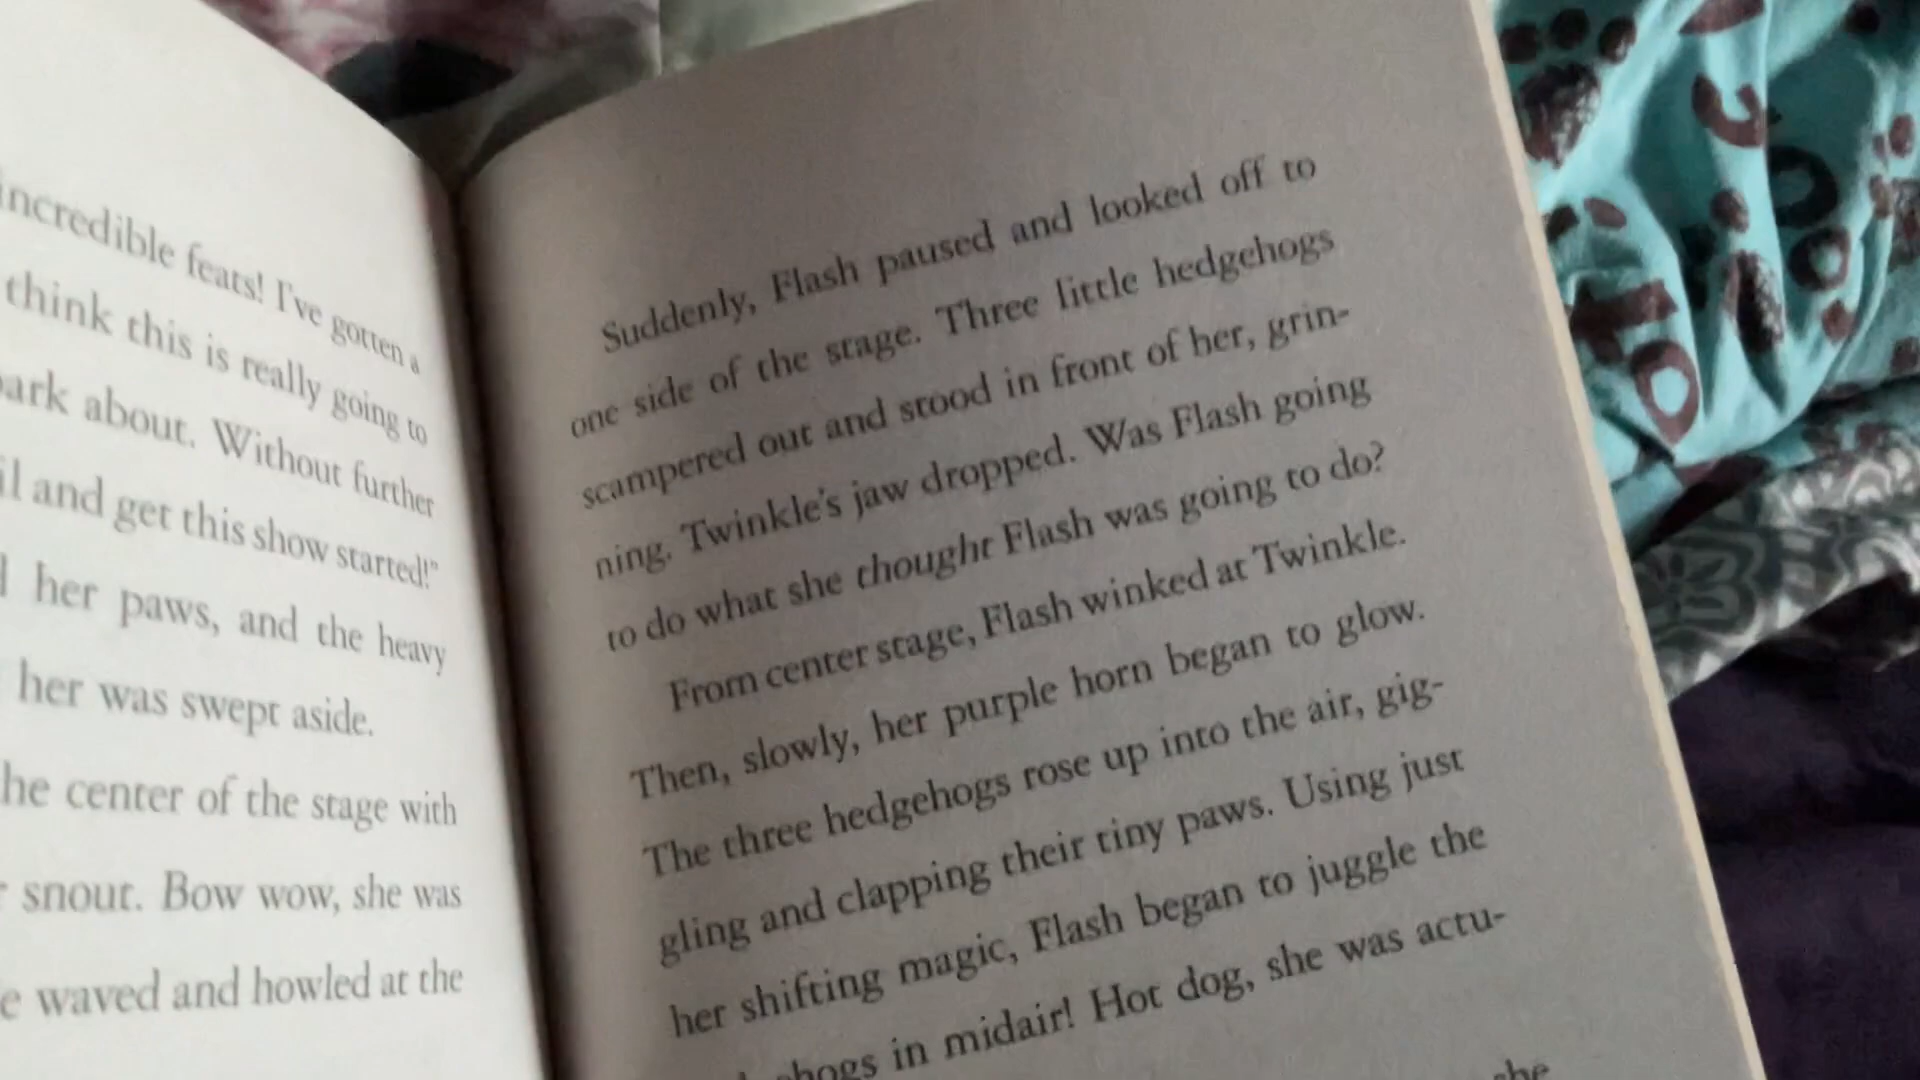 incredible feats! I've gotten a
think this is really going to
bark about. Without further
and get this show started!"
her paws, and the heavy
her was swept aside.
the center of the stage with
snout. Bow wow, she was
waved and howled at the
Suddenly, Flash paused and looked off to
one side of the stage. Three little hedgehogs
scampered out and stood in front of her, grin-
ning. Twinkle's jaw dropped. Was Flash going
to do what she thought Flash was going to do?
From center stage, Flash winked at Twinkle.
Then, slowly, her purple horn began to glow.
The three hedgehogs rose up into the air, gig-
gling and clapping their tiny paws. Using just
her shifting magic, Flash began to juggle the
in midair! Hot dog, she was actu-
she